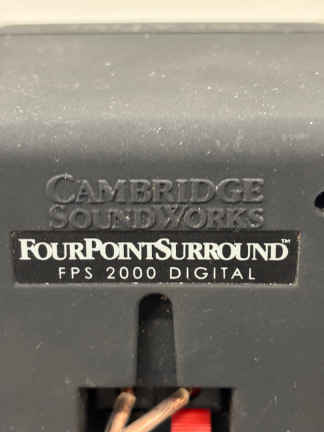 CAMBRIDGE
SOUNDWORKS
FOURPOINTSURROUND™
FPS 2000 DIGITAL